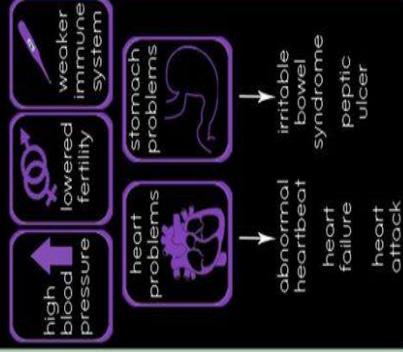 high
blood
pressure
lowered
fertility
weaker
immune
system
heart
problems
stomach
problems
abnormal
heartbeat
heart
failure
heart
attack
irritable
bowel
syndrome
peptic
ulcer